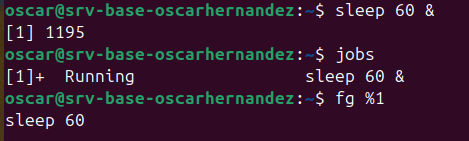 oscar@srv-base-oscarhernandez:~$ sleep 60 &
[1] 1195
oscar@srv-base-oscarhernandez:~$ jobs
[1]+  Running                 sleep 60 &
oscar@srv-base-oscarhernandez:~$ fg %1
sleep 60